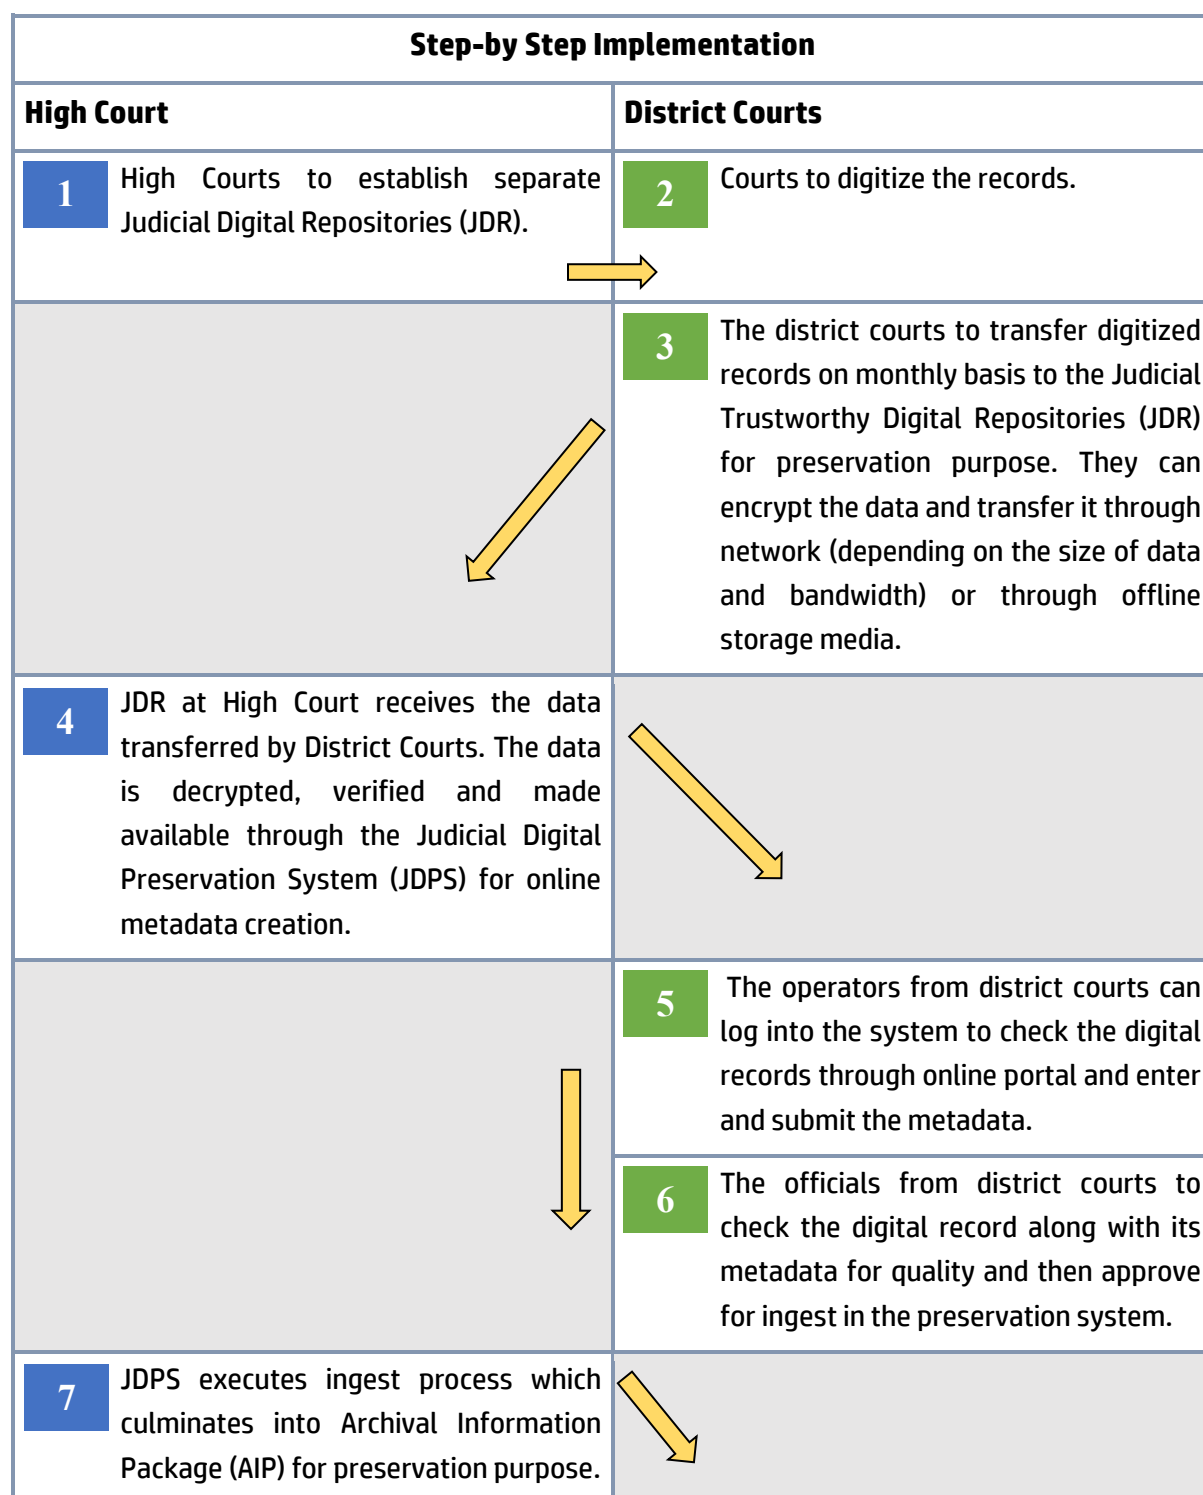 Step-by Step Implementation
High Court
District Courts
1
High Courts to establish separate
Judicial Digital Repositories (JDR).
2
Courts to digitize the records.
3
The district courts to transfer digitized
records on monthly basis to the Judicial
Trustworthy Digital Repositories (JDR)
for preservation purpose. They can
encrypt the data and transfer it through
network (depending on the size of data
and bandwidth) or through offline
storage media.
4
JDR at High Court receives the data
transferred by District Courts. The data
is decrypted, verified and made
available through the Judicial Digital
Preservation System (JDPS) for online
metadata creation.
5
The operators from district courts can
log into the system to check the digital
records through online portal and enter
and submit the metadata.
6
The officials from district courts to
check the digital record along with its
metadata for quality and then approve
for ingest in the preservation system.
7
JDPS executes ingest process which
culminates into Archival Information
Package (AIP) for preservation purpose.